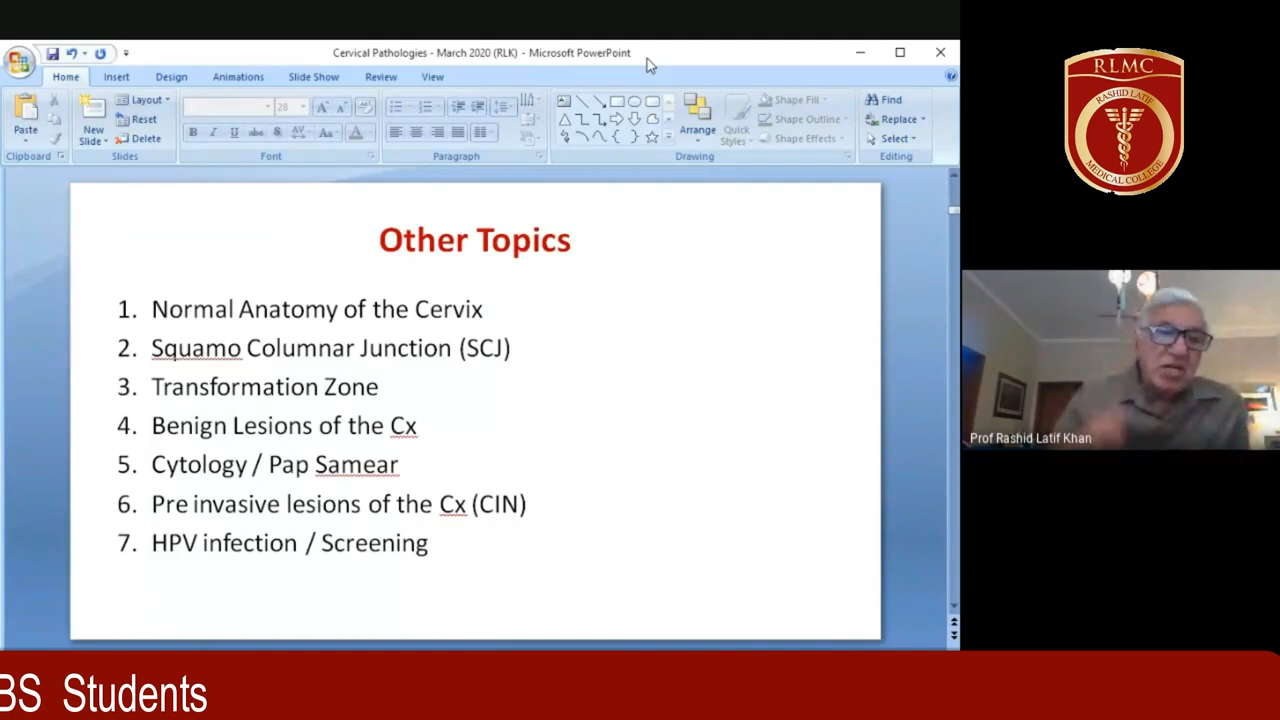 Cervical Pathologies - March 2020 (RLK) - Microsoft PowerPoint
Home Insert Design Animations Slide Show Review View
Paste
Clipboard
New Slide
Layout
Reset
Delete
Slides
28
B I U abc S AV Aa A
Font
Paragraph
Arrange
Quick Styles
Shape Fill
Shape Outline
Shape Effects
Drawing
Find
Replace
Select
Editing
Other Topics
1. Normal Anatomy of the Cervix
2. Squamo Columnar Junction (SCJ)
3. Transformation Zone
4. Benign Lesions of the Cx
5. Cytology / Pap Samear
6. Pre invasive lesions of the Cx (CIN)
7. HPV infection / Screening
RLMC
RASHID LATIF
MEDICAL COLLEGE
Prof Rashid Latif Khan
BS Students